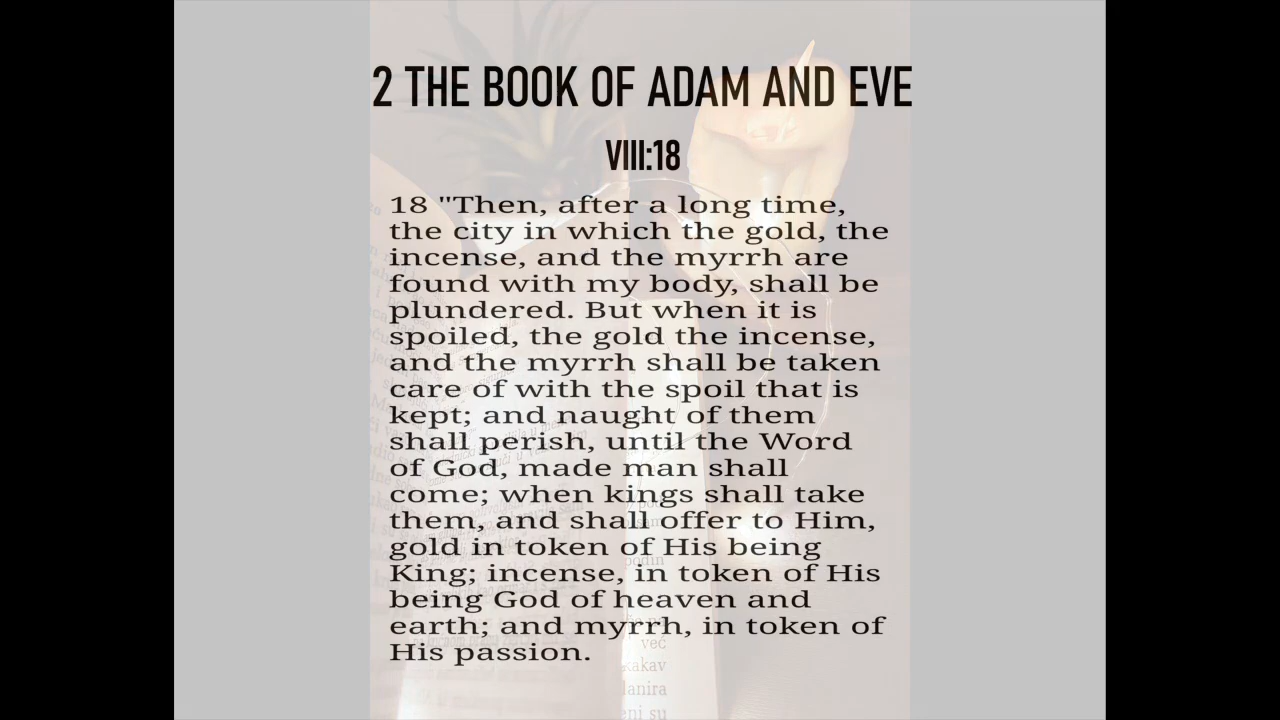 2 THE BOOK OF ADAM AND EVE
VIII:18
18 "Then, after a long time,
the city in which the gold, the
incense, and the myrrh are
found with my body, shall be
plundered. But when it is
spoiled, the gold the incense,
and the myrrh shall be taken
care of with the spoil that is
kept; and naught of them
shall perish, until the Word
of God, made man shall
come; when kings shall take
them, and shall offer to Him,
gold in token of His being
King; incense, in token of His
being God of heaven and
earth; and myrrh, in token of
His passion.
već
kakav
lanira
eni su